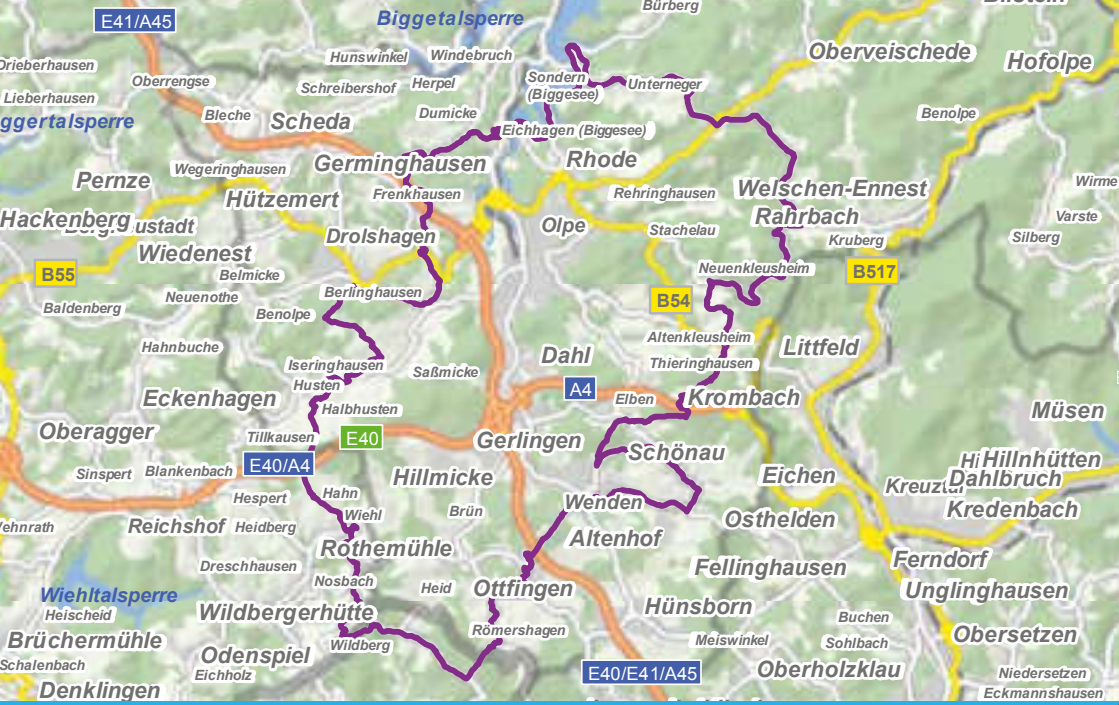 Bürberg
E41/A45
Biggetalsperre
Drieberhausen
Hunswinkel
Windebruch
Oberveischede
Hofolpe
Oberrengse
Schreibershof
Herpel
Sondern
(Biggesee)
Unterneger
Lieberhausen
ggertalsperre
Bleche
Scheda
Dumicke
Eichhagen (Biggesee)
Benolpe
Germinghausen
Rhode
Wegeringhausen
Pernze
Frenkhausen
Hützemert
Rehringhausen
Welschen-Ennest
Wirme
Hackenberg
ustadt
Rahrbach
Varste
Olpe
Stachelau
Drolshagen
Kruberg
Silberg
Wiedenest
B55
Belmicke
Neuenkleusheim
B517
Neuenothe
Berlinghausen
B54
Baldenberg
Benolpe
Altenkleusheim
Hahnbuche
Littfeld
Dahl
Iseringhausen
Saßmicke
Thieringhausen
Husten
A4
Eckenhagen
Elben
Krombach
Halbhusten
Müsen
Oberagger
Tillkausen
E40
Gerlingen
Schönau
E40/A4
Hillnhütten
Sinspert
Blankenbach
Hillmicke
Eichen
Dahlbruch
Kreuztal
Hespert
Hahn
Wenden
Kredenbach
Wiehl
Brün
Osthelden
Reichshof
Heidberg
Altenhof
Rothemühle
Ferndorf
Dreschhausen
Fellinghausen
Nosbach
Heid
Ottfingen
Unglinghausen
Wiehltalsperre
Heischeid
Wildbergerhütte
Hünsborn
Buchen
Römershagen
Obersetzen
Brüchermühle
Meiswinkel
Sohlbach
Wildberg
Odenspiel
Schalenbach
Eichholz
E40/E41/A45
Oberholzklau
Niedersetzen
Denklingen
Eckmannshausen